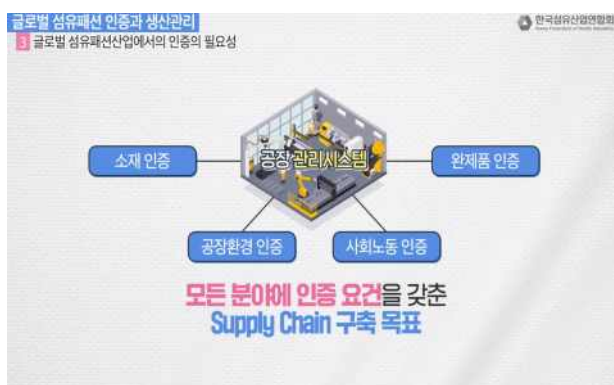 글로벌 섬유패션 인증과 생산관리
3 글로벌 섬유패션산업에서의 인증의 필요성
한국섬유산업연합회
소재 인증
공장 관리시스템
완제품 인증
공장환경 인증
사회노동 인증
모든 분야에 인증 요건을 갖춘
Supply Chain 구축 목표